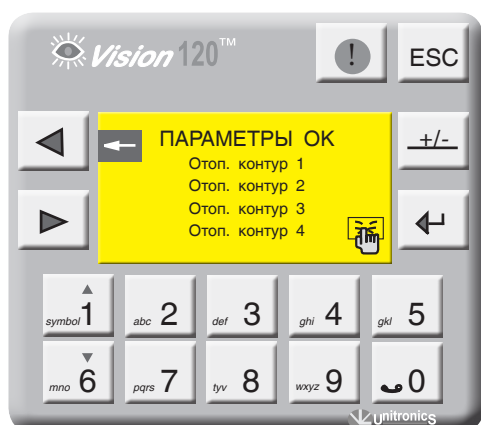 Vision 120™
! ESC
ПАРАМЕТРЫ ОК
+/-
Отоп. контур 1
Отоп. контур 2
Отоп. контур 3
Отоп. контур 4
symbol 1 abc 2 def 3 ghi 4 gkl 5
mno 6 pqrs 7 tyv 8 wxyz 9 0
unitronics